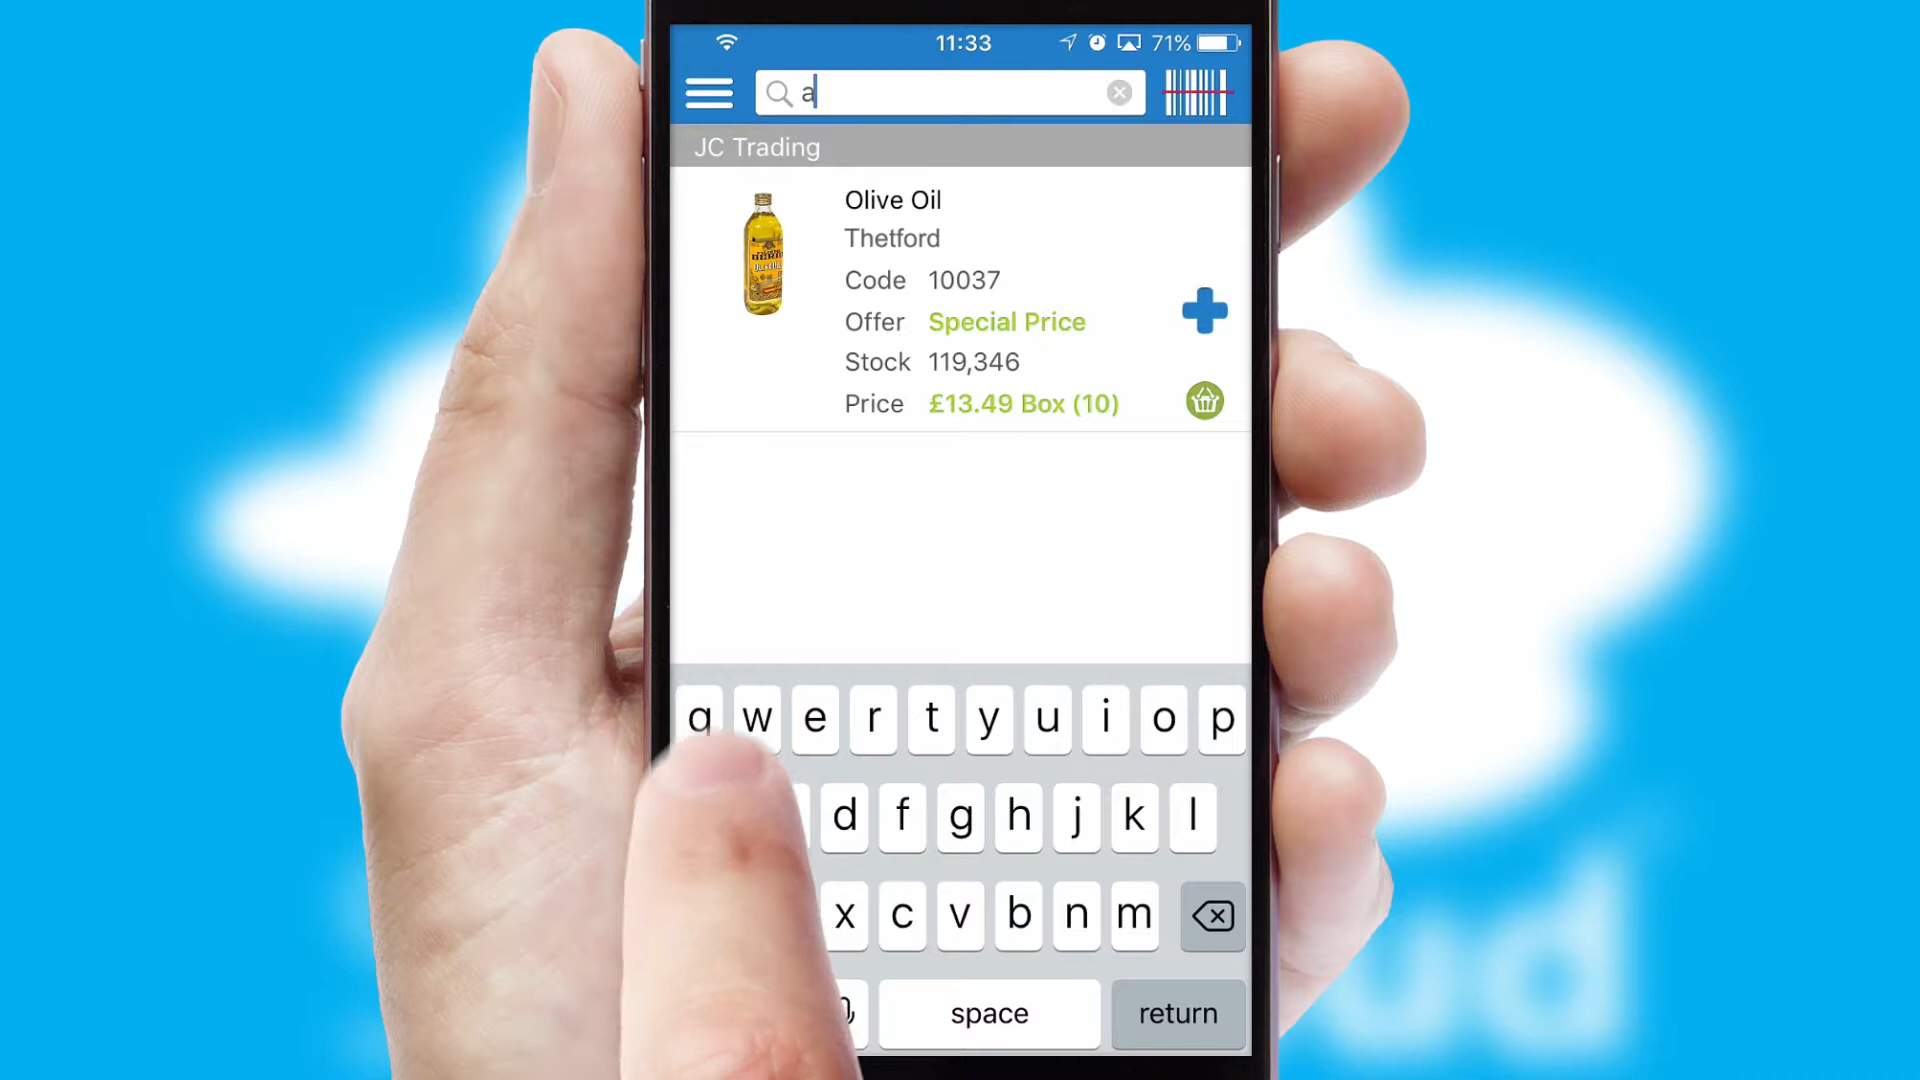 11:33
71%
a
JC Trading
Olive Oil
Thetford
Code 10037
Offer Special Price
Stock 119,346
Price £13.49 Box (10)
q w e r t y u i o p
d f g h j k l
x c v b n m
space return
ud